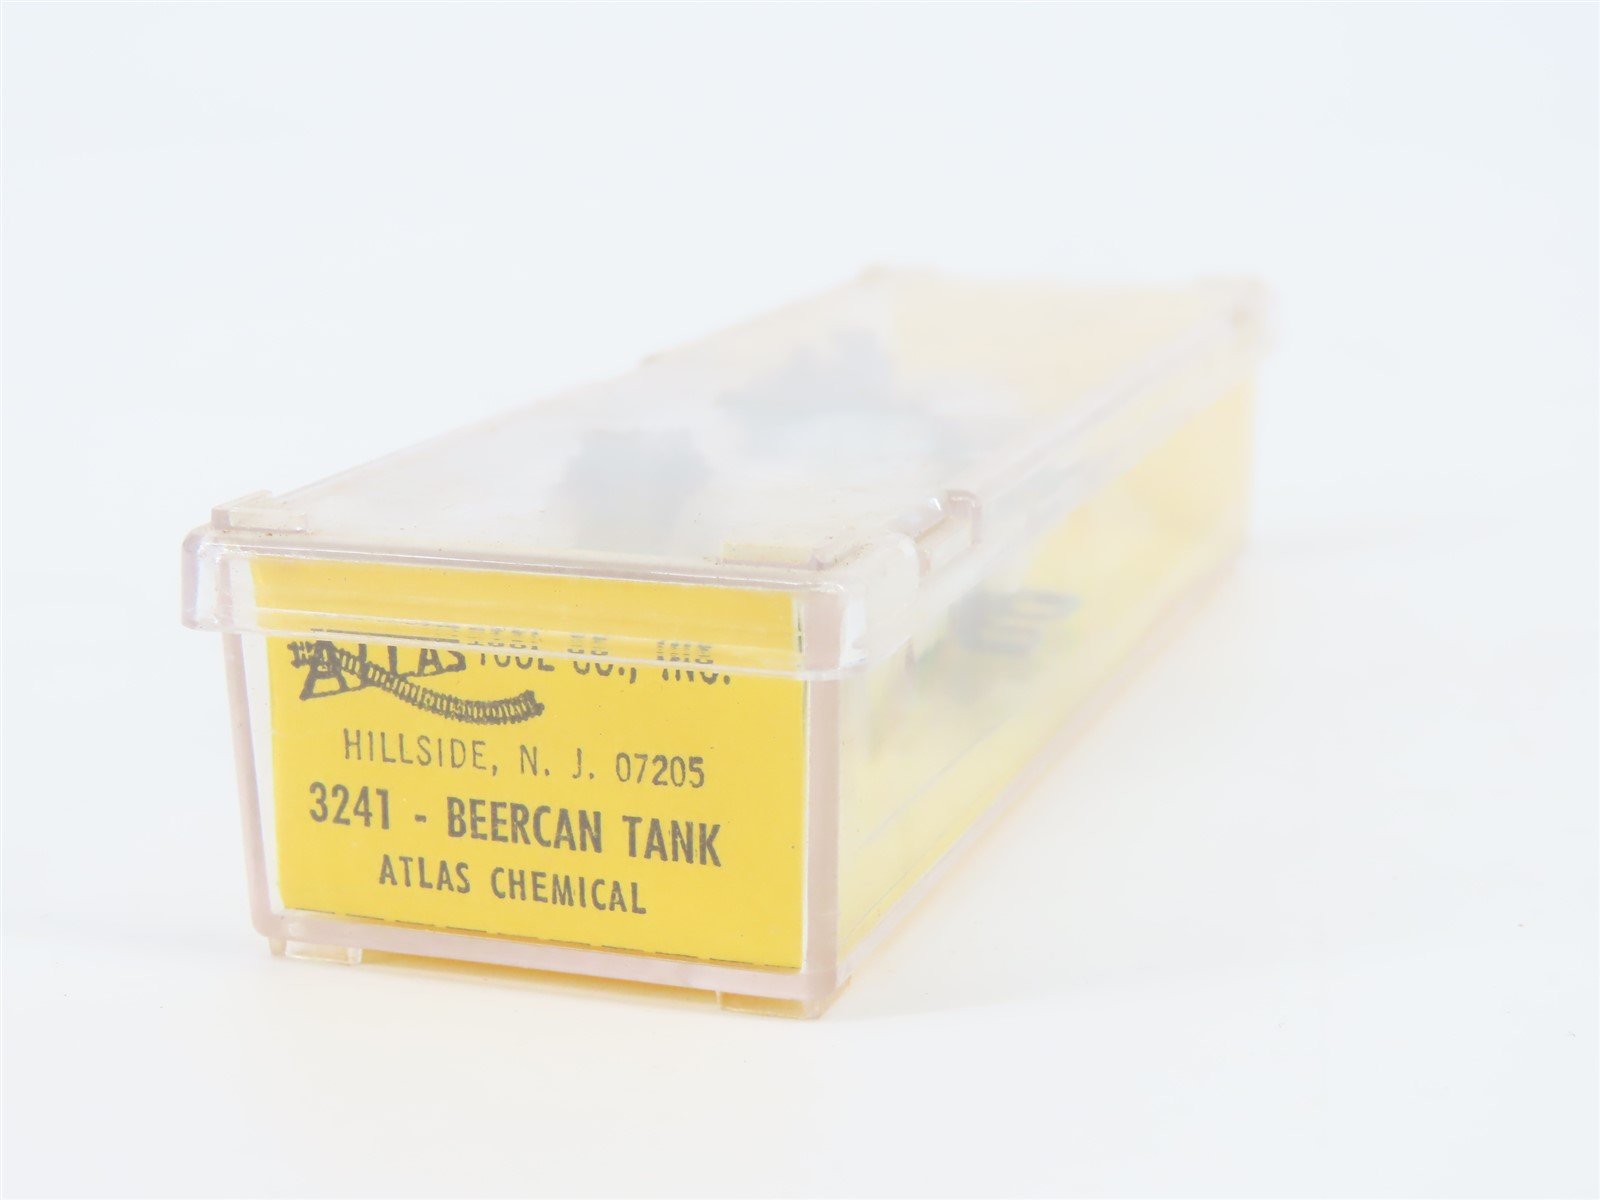 ATLAS TOOL CO., INC.
HILLSIDE, N. J. 07205
3241 - BEERCAN TANK
ATLAS CHEMICAL